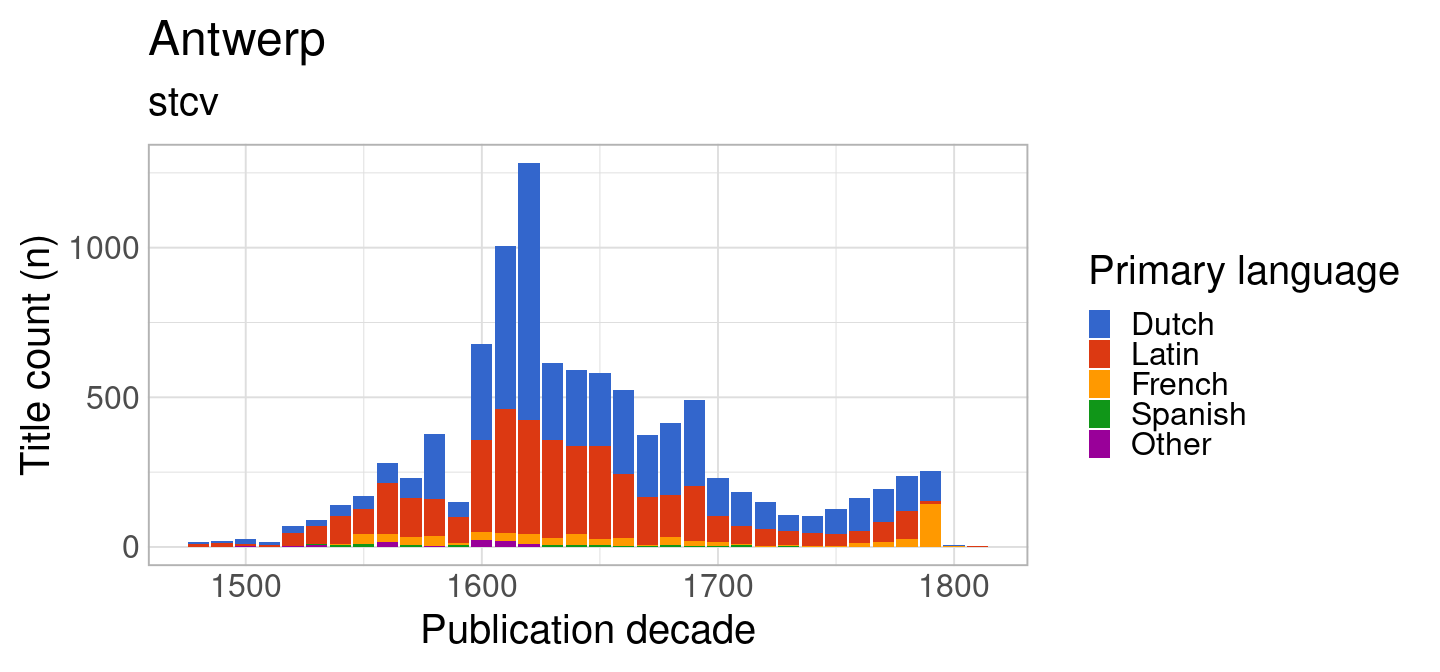 Antwerp
stcv
Title count (n)
1000
500
0
1500 1600 1700 1800
Publication decade
Primary language
Dutch
Latin
French
Spanish
Other